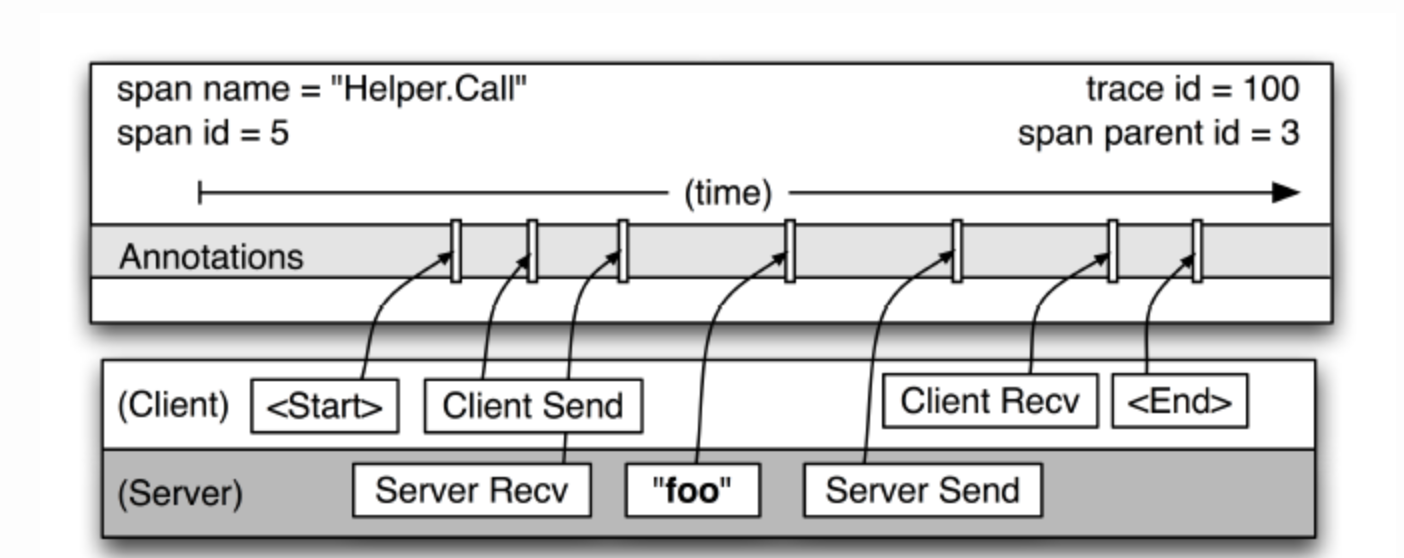 span name = "Helper.Call"
trace id = 100
span id = 5
span parent id = 3
(time)
Annotations
(Client)
<Start>
Client Send
Client Recv
<End>
(Server)
Server Recv
"foo"
Server Send